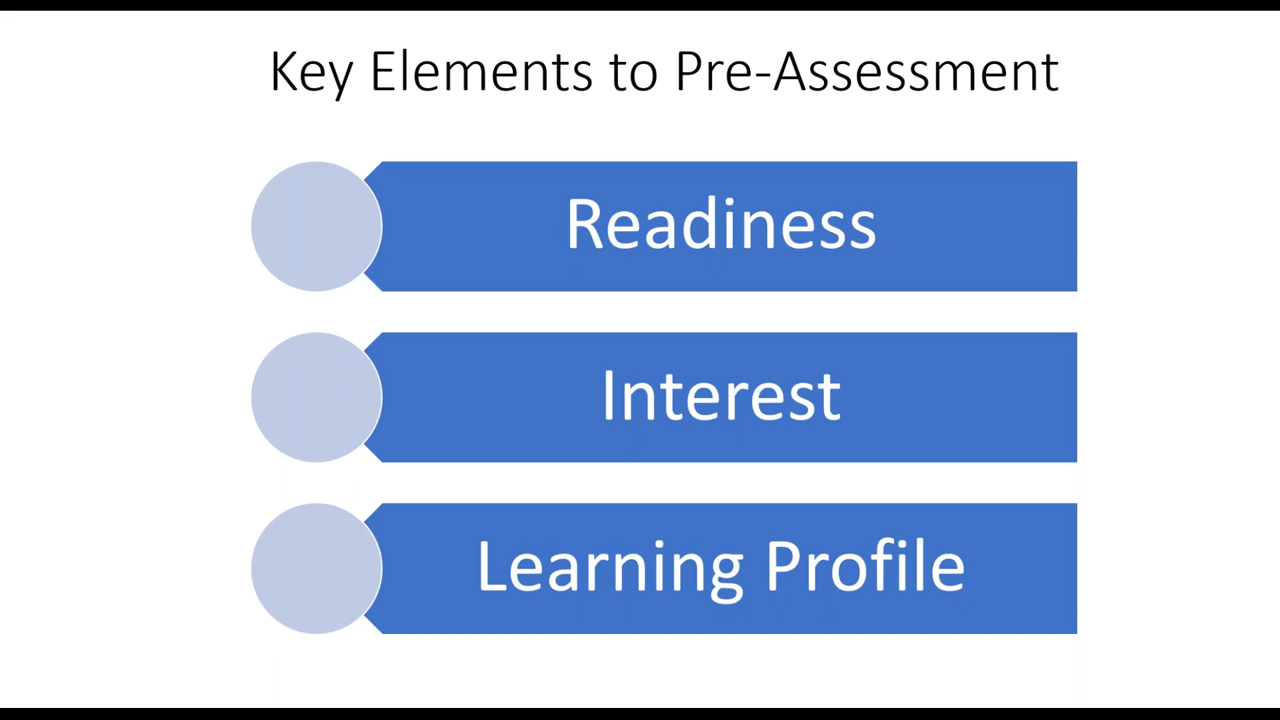 Key Elements to Pre-Assessment
Readiness
Interest
Learning Profile